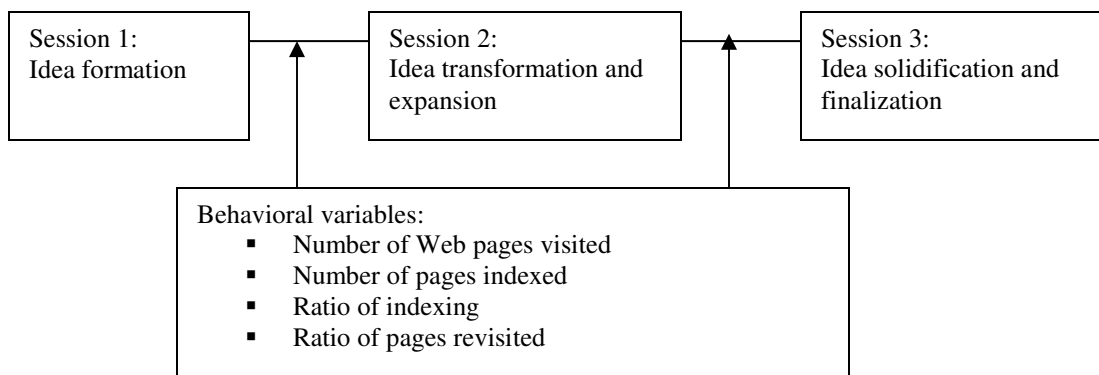 Session 1:
Idea formation
Session 2:
Idea transformation and
expansion
Session 3:
Idea solidification and
finalization
Behavioral variables:
▪ Number of Web pages visited
▪ Number of pages indexed
▪ Ratio of indexing
▪ Ratio of pages revisited